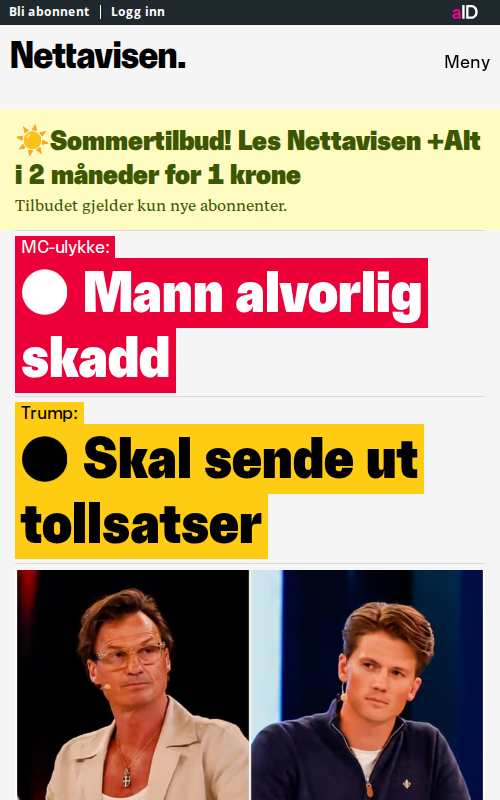 Bli abonnent | Logg inn
aID
Nettavisen.
Meny
☀️Sommertilbud! Les Nettavisen +Alt
i 2 måneder for 1 krone
Tilbudet gjelder kun nye abonnenter.
MC-ulykke:
Mann alvorlig
skadd
Trump:
Skal sende ut
tollsatser